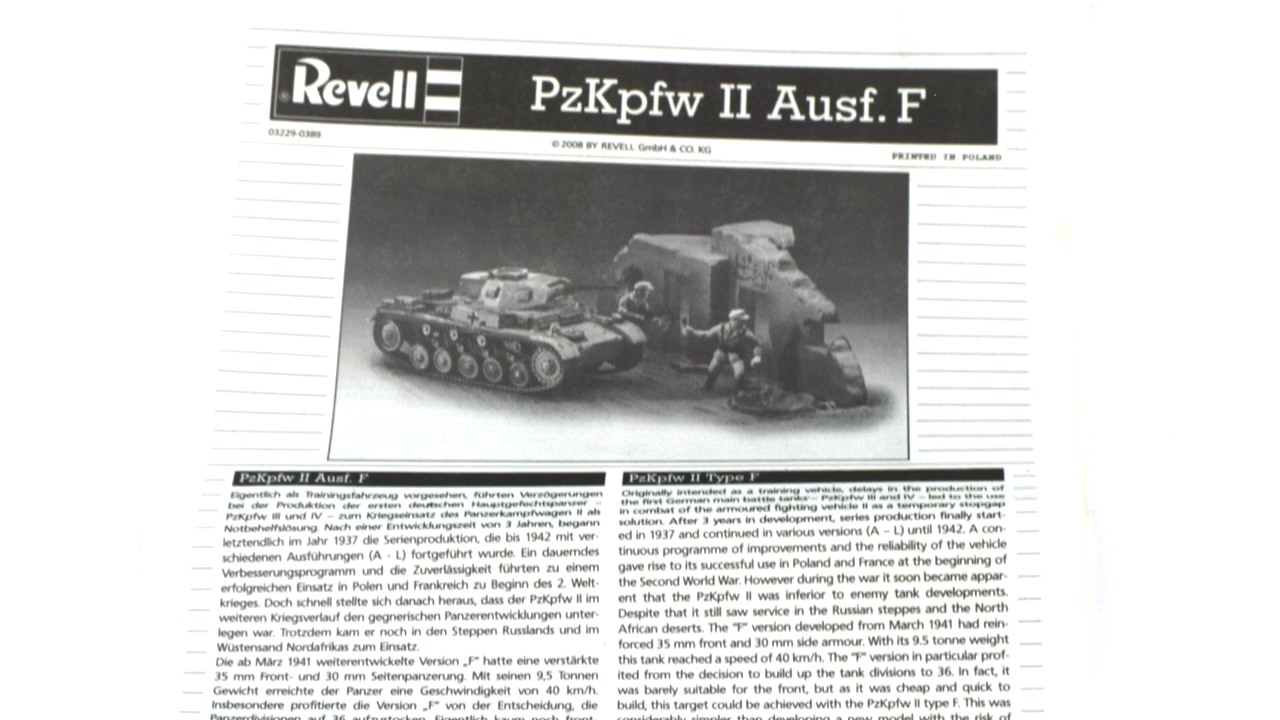 Revell
PzKpfw II Ausf. F
03229-0389
© 2008 BY REVELL GmbH & CO. KG
PRINTED IN POLAND
PzKpfw II Ausf. F
Eigentlich als Trainingsfahrzeug vorgesehen, führten Verzögerungen
bei der Produktion der ersten deutschen Hauptgefechtspanzer –
PzKpfw III und IV – zum Kriegseinsatz des Panzerkampfwagen II als
Notbehelfslösung. Nach einer Entwicklungszeit von 3 Jahren, begann
letztendlich im Jahr 1937 die Serienproduktion, die bis 1942 mit ver-
schiedenen Ausführungen (A - L) fortgeführt wurde. Ein dauerndes
Verbesserungsprogramm und die Zuverlässigkeit führten zu einem
erfolgreichen Einsatz in Polen und Frankreich zu Beginn des 2. Welt-
krieges. Doch schnell stellte sich danach heraus, dass der PzKpfw II im
weiteren Kriegsverlauf den gegnerischen Panzerentwicklungen unter-
legen war. Trotzdem kam er noch in den Steppen Russlands und im
Wüstensand Nordafrikas zum Einsatz.
Die ab März 1941 weiterentwickelte Version „F" hatte eine verstärkte
35 mm Front- und 30 mm Seitenpanzerung. Mit seinen 9,5 Tonnen
Gewicht erreichte der Panzer eine Geschwindigkeit von 40 km/h.
Insbesondere profitierte die Version „F" von der Entscheidung, die
Panzerdivisionen auf 36 aufzustocken. Eigentlich kaum noch front-
PzKpfw II Type F
Originally intended as a training vehicle, delays in the production of
the first German main battle tanks – PzKpfw III and IV – led to the use
in combat of the armoured fighting vehicle II as a temporary stopgap
solution. After 3 years in development, series production finally start-
ed in 1937 and continued in various versions (A – L) until 1942. A con-
tinuous programme of improvements and the reliability of the vehicle
gave rise to its successful use in Poland and France at the beginning of
the Second World War. However during the war it soon became appar-
ent that the PzKpfw II was inferior to enemy tank developments.
Despite that it still saw service in the Russian steppes and the North
African deserts. The "F" version developed from March 1941 had rein-
forced 35 mm front and 30 mm side armour. With its 9.5 tonne weight
this tank reached a speed of 40 km/h. The "F" version in particular prof-
ited from the decision to build up the tank divisions to 36. In fact, it
was barely suitable for the front, but as it was cheap and quick to
build, this target could be achieved with the PzKpfw II type F. This was
considerably simpler than developing a new model with the risk of